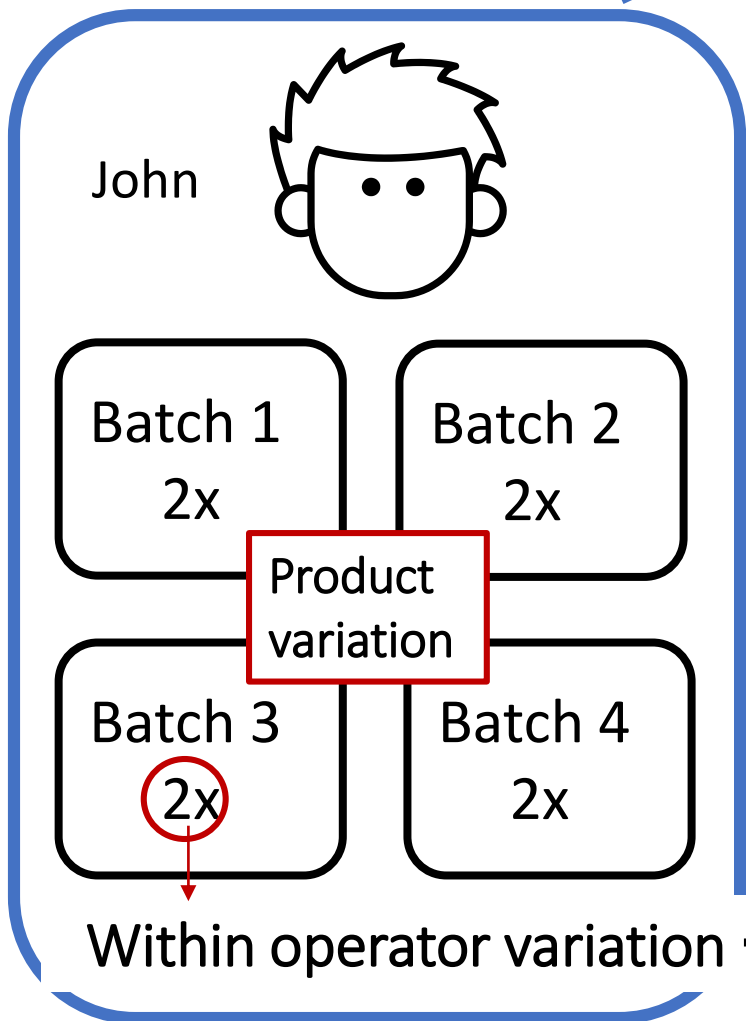 John
Batch 1
2x
Batch 2
2x
Product
variation
Batch 3
2x
Batch 4
2x
Within operator variation